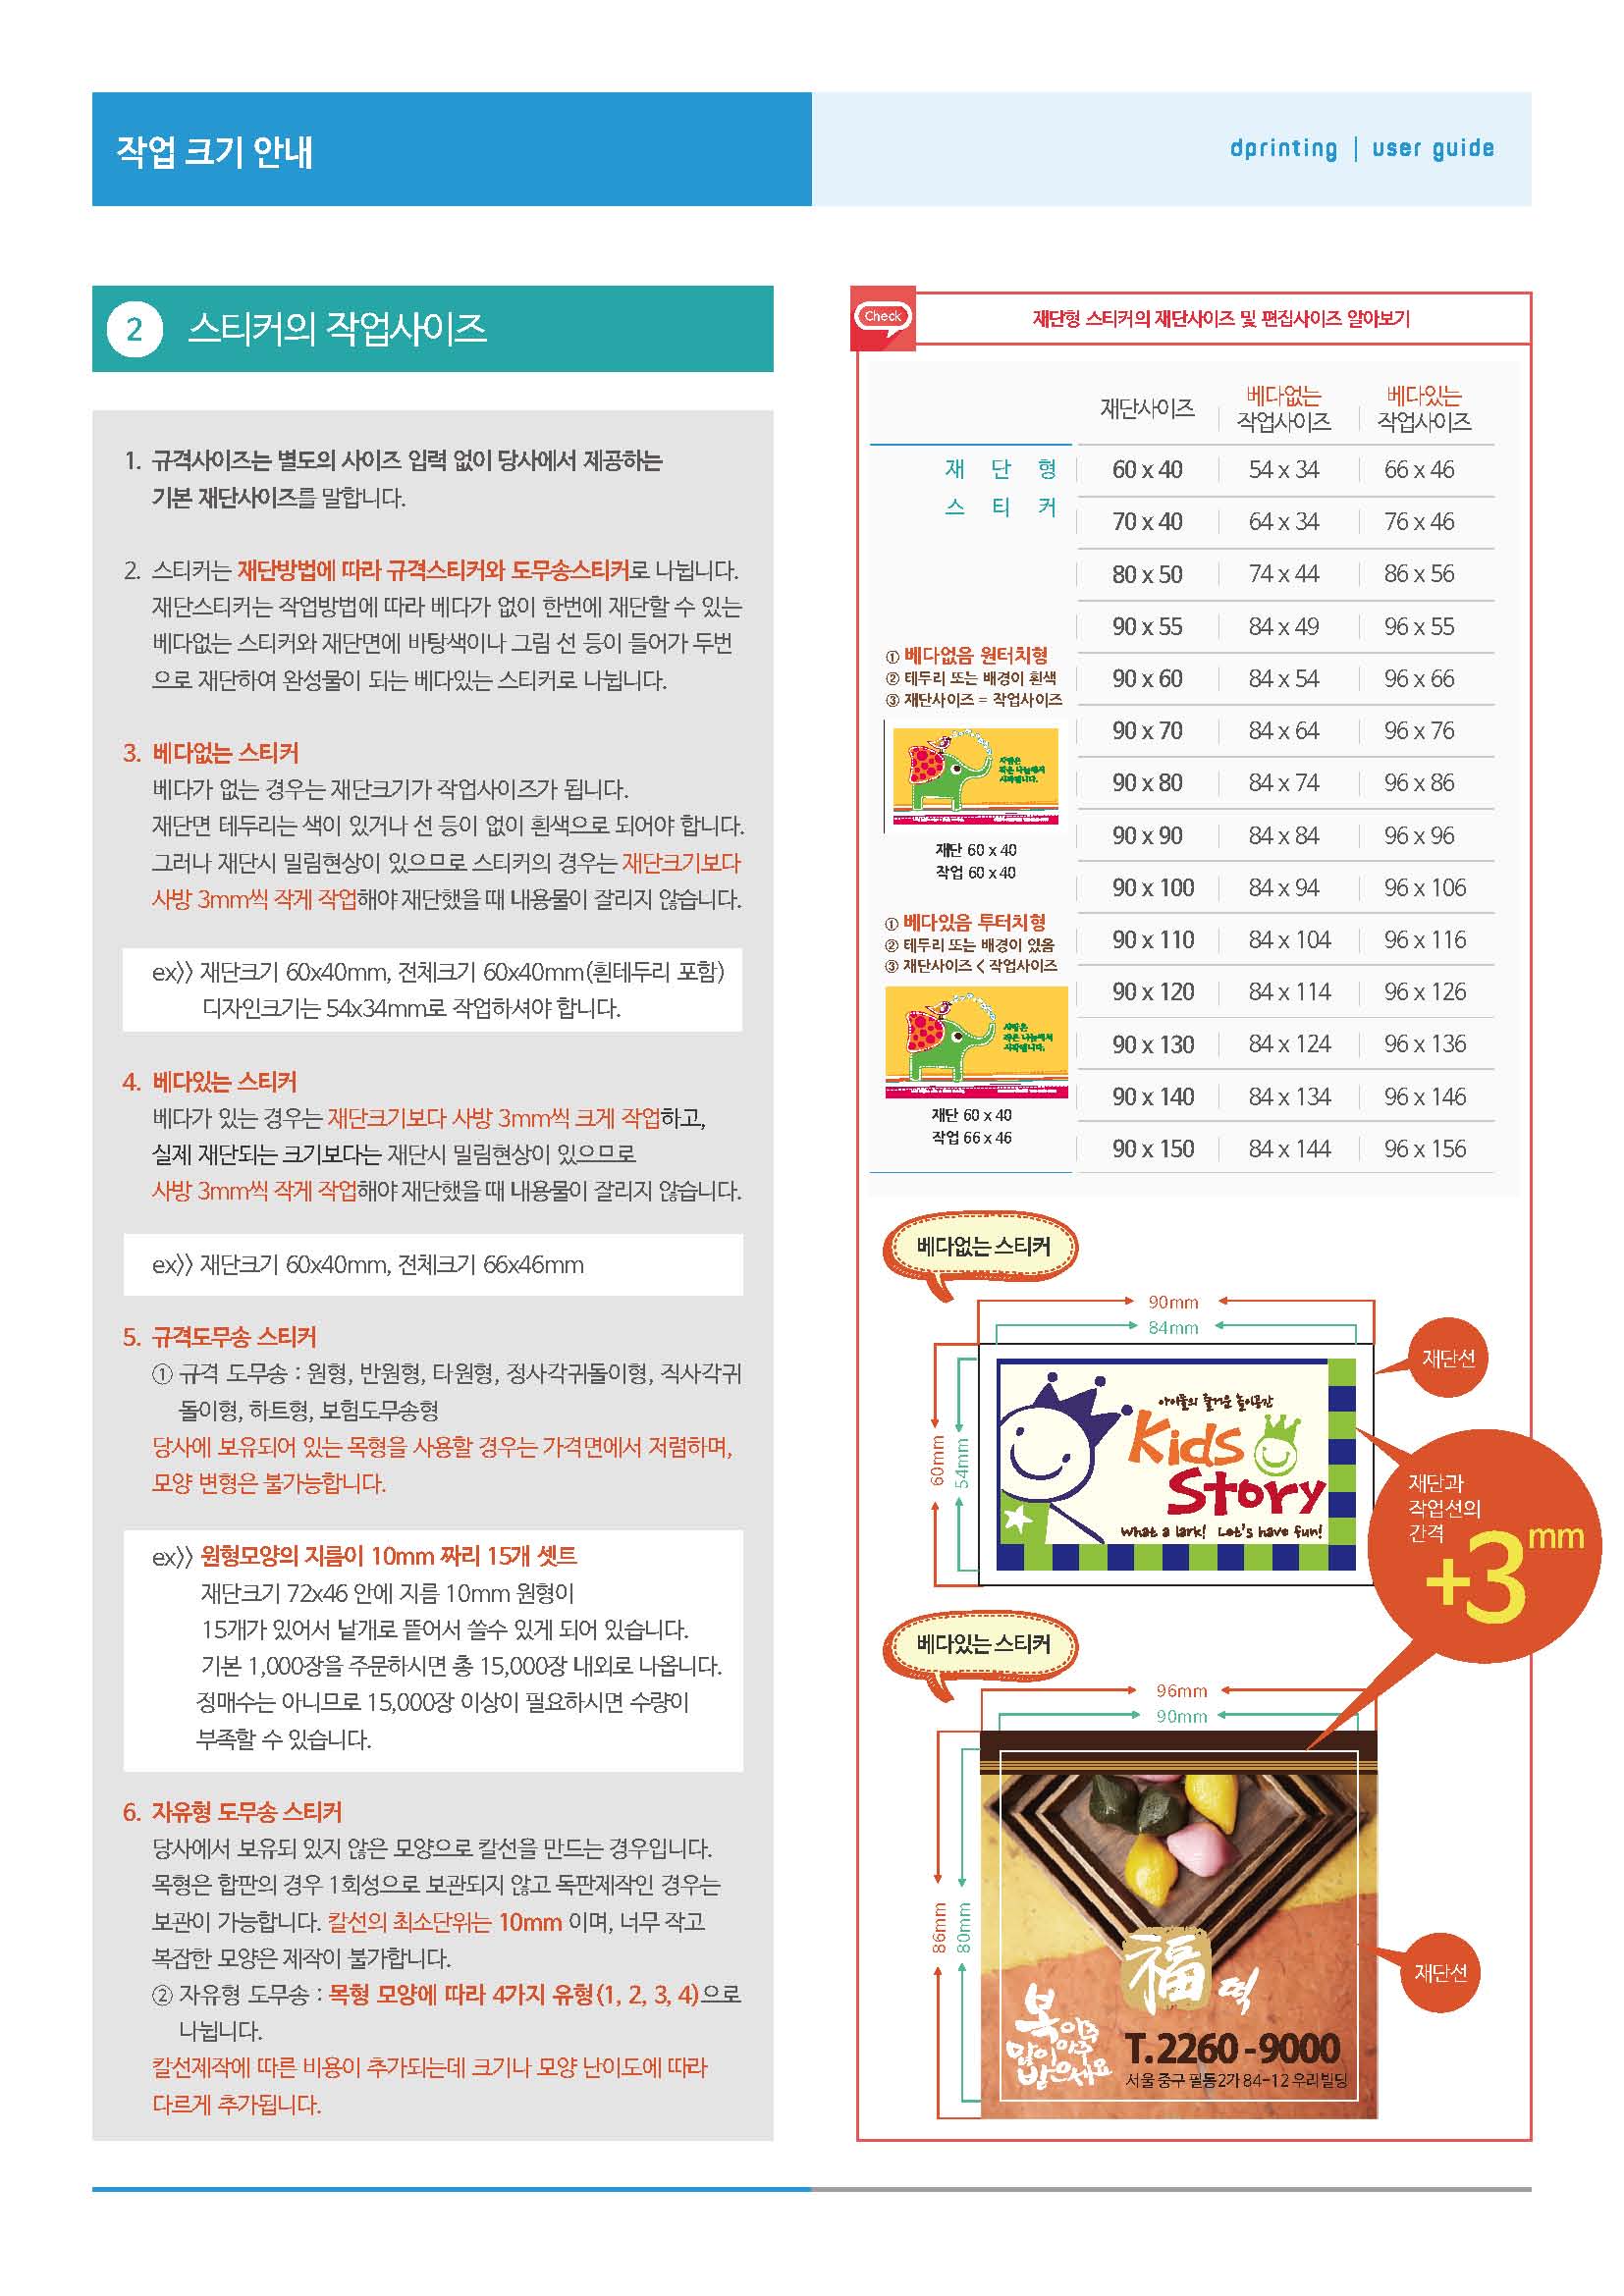 작업 크기 안내
dprinting | user guide
2 스티커의 작업사이즈
1. 규격사이즈는 별도의 사이즈 입력 없이 당사에서 제공하는
기본 재단사이즈를 말합니다.
2. 스티커는 재단방법에 따라 규격스티커와 도무송스티커로 나뉩니다.
재단스티커는 작업방법에 따라 베다가 없이 한번에 재단할 수 있는
베다없는 스티커와 재단면에 바탕색이나 그림 선 등이 들어가 두번
으로 재단하여 완성물이 되는 베다있는 스티커로 나뉩니다.
3. 베다없는 스티커
베다가 없는 경우는 재단크기가 작업사이즈가 됩니다.
재단면 테두리는 색이 있거나 선 등이 없이 흰색으로 되어야 합니다.
그러나 재단시 밀림현상이 있으므로 스티커의 경우는 재단크기보다
사방 3mm씩 작게 작업해야 재단했을 때 내용물이 잘리지 않습니다.
ex》 재단크기 60x40mm, 전체크기 60x40mm(흰테두리 포함)
디자인크기는 54x34mm로 작업하셔야 합니다.
4. 베다있는 스티커
베다가 있는 경우는 재단크기보다 사방 3mm씩 크게 작업하고,
실제 재단되는 크기보다는 재단시 밀림현상이 있으므로
사방 3mm씩 작게 작업해야 재단했을 때 내용물이 잘리지 않습니다.
ex》 재단크기 60x40mm, 전체크기 66x46mm
5. 규격도무송 스티커
① 규격 도무송 : 원형, 반원형, 타원형, 정사각귀돌이형, 직사각귀
돌이형, 하트형, 보험도무송형
당사에 보유되어 있는 목형을 사용할 경우는 가격면에서 저렴하며,
모양 변형은 불가능합니다.
ex》 원형모양의 지름이 10mm 짜리 15개 셋트
재단크기 72x46 안에 지름 10mm 원형이
15개가 있어서 낱개로 뜯어서 쓸수 있게 되어 있습니다.
기본 1,000장을 주문하시면 총 15,000장 내외로 나옵니다.
정매수는 아니므로 15,000장 이상이 필요하시면 수량이
부족할 수 있습니다.
6. 자유형 도무송 스티커
당사에서 보유되 있지 않은 모양으로 칼선을 만드는 경우입니다.
목형은 합판의 경우 1회성으로 보관되지 않고 독판제작인 경우는
보관이 가능합니다. 칼선의 최소단위는 10mm 이며, 너무 작고
복잡한 모양은 제작이 불가합니다.
② 자유형 도무송 : 목형 모양에 따라 4가지 유형(1, 2, 3, 4)으로
나뉩니다.
칼선제작에 따른 비용이 추가되는데 크기나 모양 난이도에 따라
다르게 추가됩니다.
Check
재단형 스티커의 재단사이즈 및 편집사이즈 알아보기
재단사이즈 베다없는 작업사이즈 베다있는 작업사이즈
재 단 형
스 티 커
60 x 40 54 x 34 66 x 46
70 x 40 64 x 34 76 x 46
80 x 50 74 x 44 86 x 56
90 x 55 84 x 49 96 x 55
90 x 60 84 x 54 96 x 66
90 x 70 84 x 64 96 x 76
90 x 80 84 x 74 96 x 86
90 x 90 84 x 84 96 x 96
90 x 100 84 x 94 96 x 106
90 x 110 84 x 104 96 x 116
90 x 120 84 x 114 96 x 126
90 x 130 84 x 124 96 x 136
90 x 140 84 x 134 96 x 146
90 x 150 84 x 144 96 x 156
① 베다없음 원터치형
② 테두리 또는 배경이 흰색
③ 재단사이즈 = 작업사이즈
사랑은
작은 나눔에서
시작됩니다.
재단 60 x 40
작업 60 x 40
① 베다있음 투터치형
② 테두리 또는 배경이 있음
③ 재단사이즈 < 작업사이즈
사랑은
작은 나눔에서
시작됩니다.
재단 60 x 40
작업 66 x 46
베다없는 스티커
90mm
84mm
60mm
54mm
재단선
아이들의 즐거운 놀이공간
Kids
Story
What a lark! Let's have fun!
재단과
작업선의
간격
+3mm
베다있는 스티커
96mm
90mm
86mm
80mm
福 떡
복 아주
많이 아주
받으세요
T.2260-9000
서울 중구 필동2가 84-12 우리빌딩
재단선